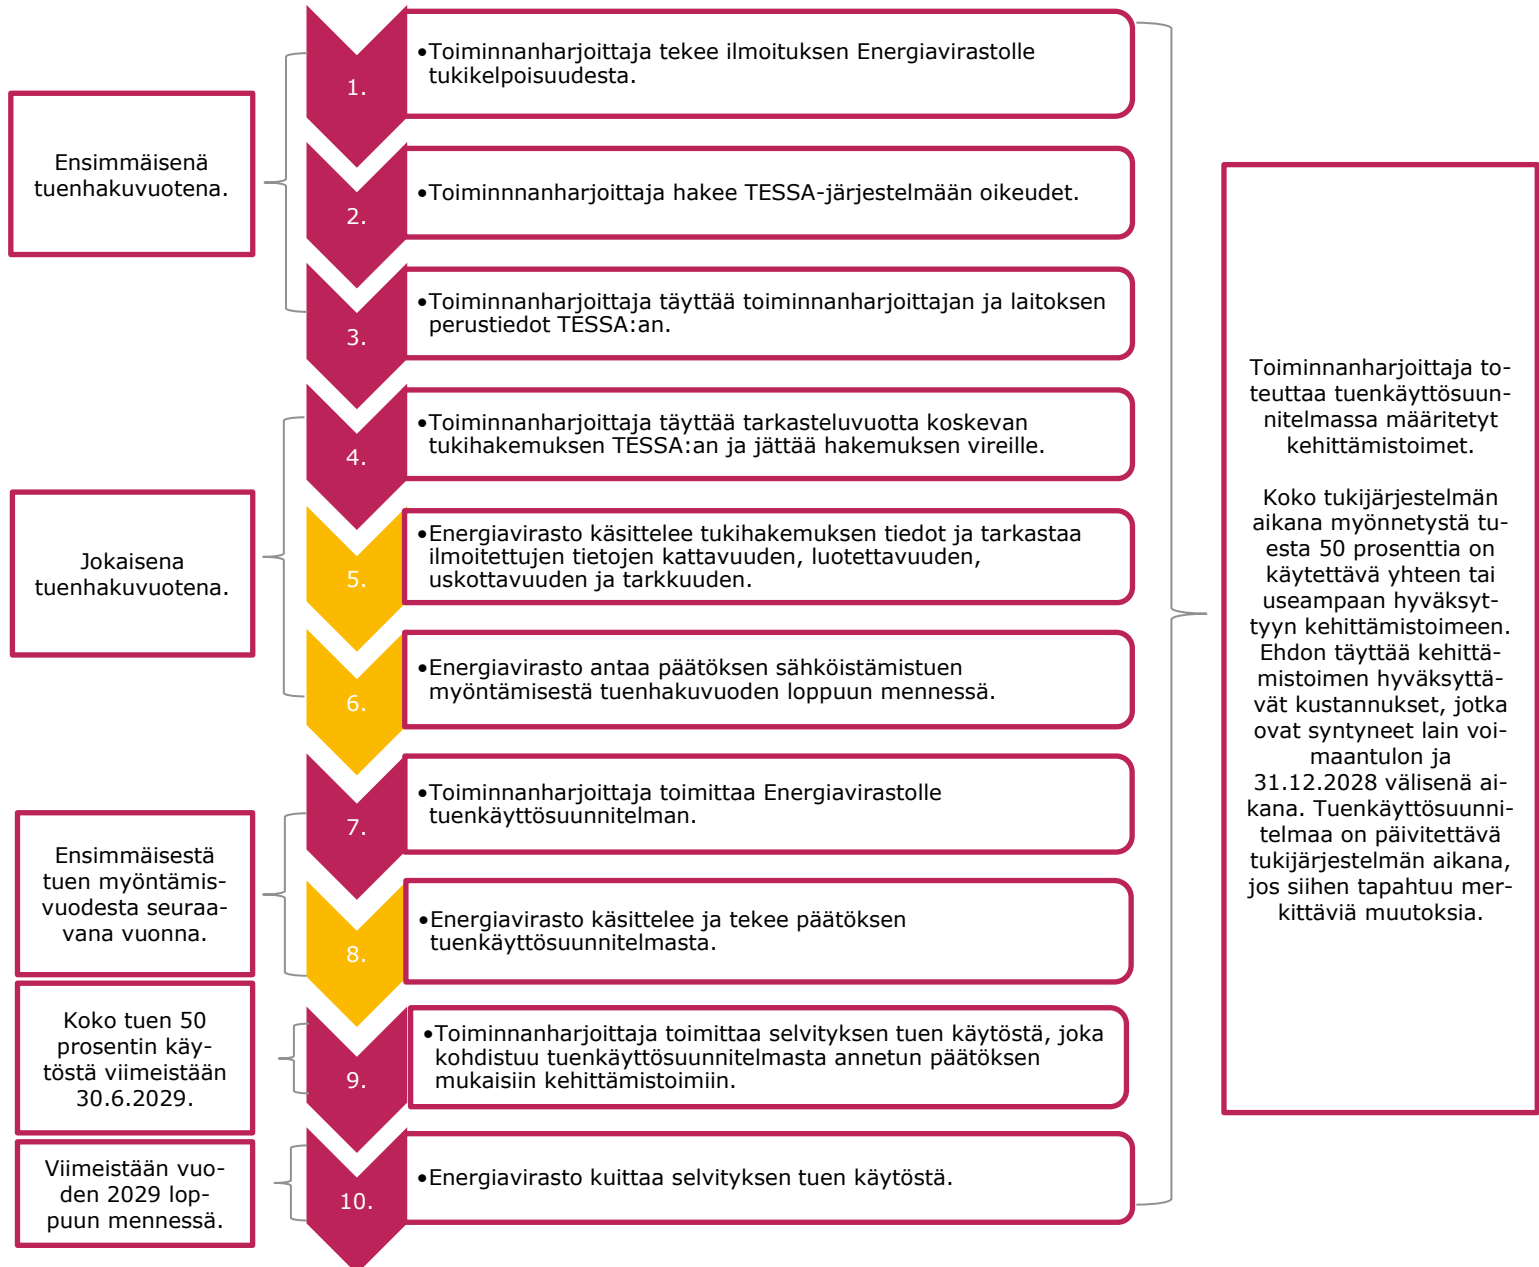 Ensimmäisenä
tuenhakuvuotena.
1.
•Toiminnanharjoittaja tekee ilmoituksen Energiavirastolle
tukikelpoisuudesta.
2.
•Toiminnnanharjoittaja hakee TESSA-järjestelmään oikeudet.
3.
•Toiminnanharjoittaja täyttää toiminnanharjoittajan ja laitoksen
perustiedot TESSA:an.
Jokaisena
tuenhakuvuotena.
4.
•Toiminnanharjoittaja täyttää tarkasteluvuotta koskevan
tukihakemuksen TESSA:an ja jättää hakemuksen vireille.
5.
•Energiavirasto käsittelee tukihakemuksen tiedot ja tarkastaa
ilmoitettujen tietojen kattavuuden, luotettavuuden,
uskottavuuden ja tarkkuuden.
6.
•Energiavirasto antaa päätöksen sähköistämistuen
myöntämisestä tuenhakuvuoden loppuun mennessä.
Ensimmäisestä
tuen myöntämis-
vuodesta seuraa-
vana vuonna.
7.
•Toiminnanharjoittaja toimittaa Energiavirastolle
tuenkäyttösuunnitelman.
8.
•Energiavirasto käsittelee ja tekee päätöksen
tuenkäyttösuunnitelmasta.
Koko tuen 50
prosentin käy-
töstä viimeistään
30.6.2029.
9.
•Toiminnanharjoittaja toimittaa selvityksen tuen käytöstä, joka
kohdistuu tuenkäyttösuunnitelmasta annetun päätöksen
mukaisiin kehittämistoimiin.
Viimeistään vuo-
den 2029 lop-
puun mennessä.
10.
•Energiavirasto kuittaa selvityksen tuen käytöstä.
Toiminnanharjoittaja to-
teuttaa tuenkäyttösuun-
nitelmassa määritetyt
kehittämistoimet.
Koko tukijärjestelmän
aikana myönnetystä tu-
esta 50 prosenttia on
käytettävä yhteen tai
useampaan hyväksyt-
tyyn kehittämistoimeen.
Ehdon täyttää kehittä-
mistoimen hyväksyttä-
vät kustannukset, jotka
ovat syntyneet lain voi-
maantulon ja
31.12.2028 välisenä ai-
kana. Tuenkäyttösuunni-
telmaa on päivitettävä
tukijärjestelmän aikana,
jos siihen tapahtuu mer-
kittäviä muutoksia.